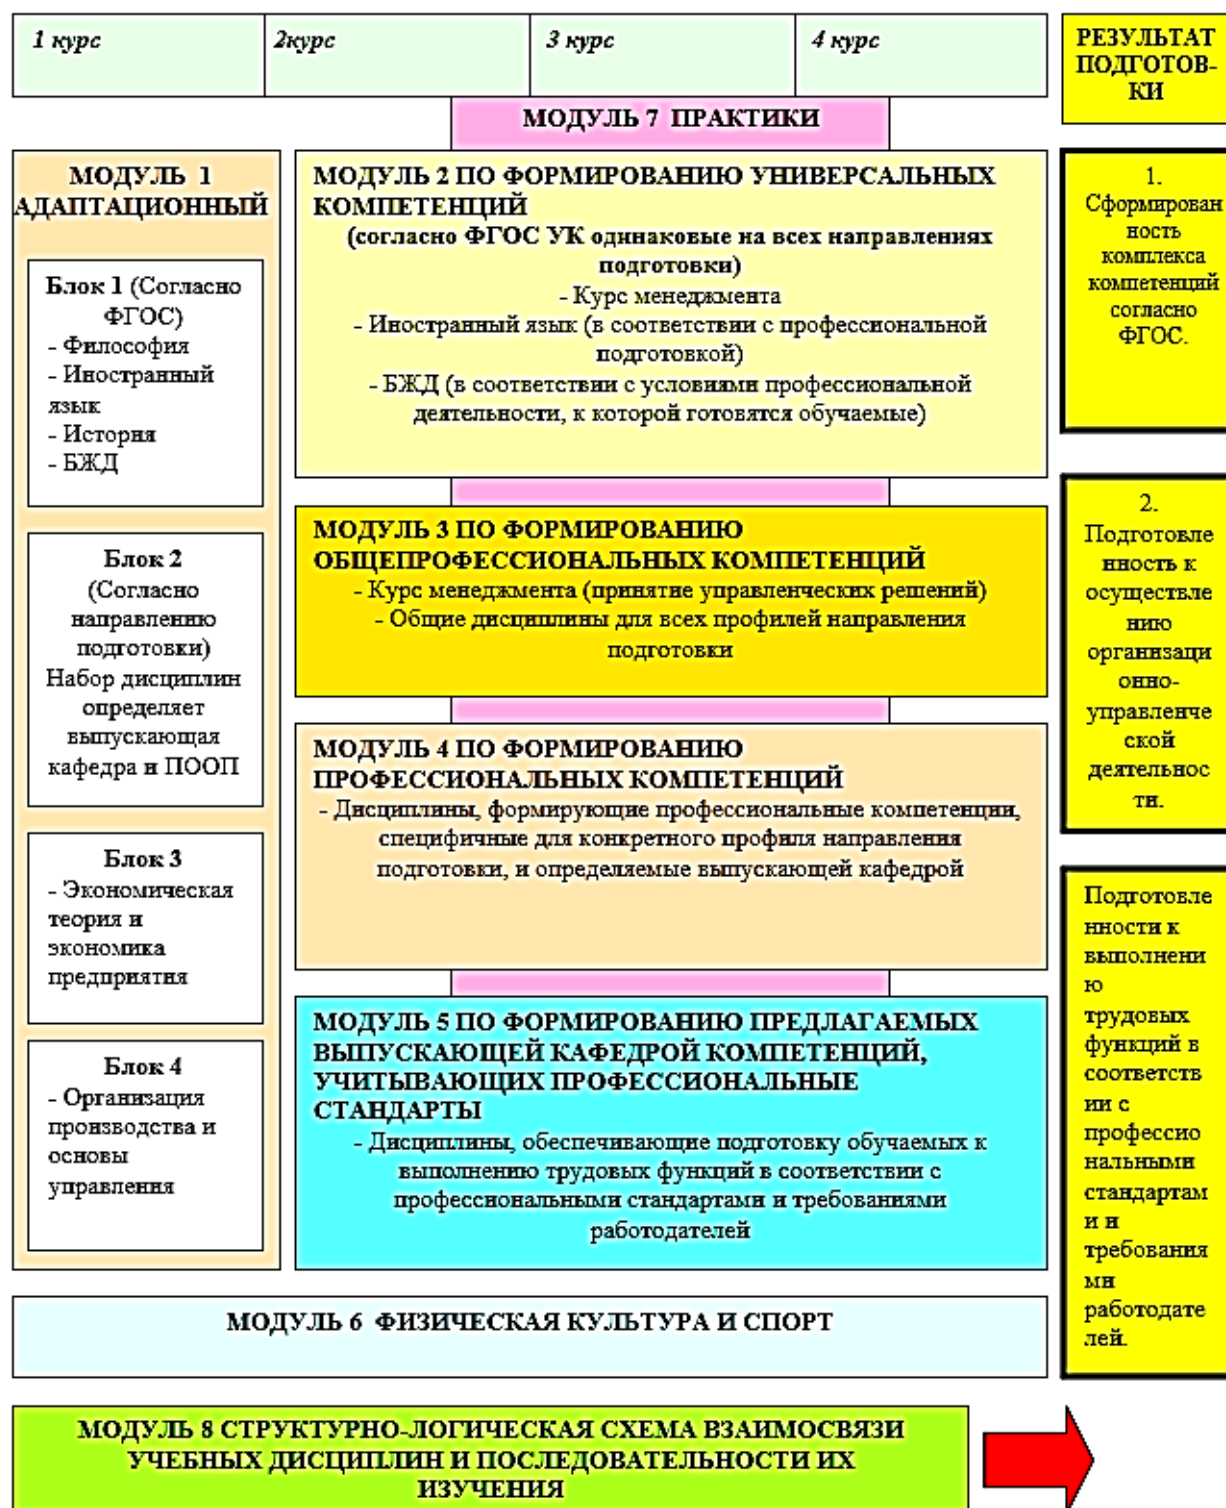 1 курс
2курс
3 курс
4 курс
РЕЗУЛЬТАТ
ПОДГОТОВ-
КИ
МОДУЛЬ 7 ПРАКТИКИ
МОДУЛЬ 1
АДАПТАЦИОННЫЙ
Блок 1 (Согласно
ФГОС)
- Философия
- Иностранный
язык
- История
- БЖД
Блок 2
(Согласно
направлению
подготовки)
Набор дисциплин
определяет
выпускающая
кафедра и ПООП
Блок 3
- Экономическая
теория и
экономика
предприятия
Блок 4
- Организация
производства и
основы
управления
МОДУЛЬ 2 ПО ФОРМИРОВАНИЮ УНИВЕРСАЛЬНЫХ
КОМПЕТЕНЦИЙ
(согласно ФГОС УК одинаковые на всех направлениях
подготовки)
- Курс менеджмента
- Иностранный язык (в соответствии с профессиональной
подготовкой)
- БЖД (в соответствии с условиями профессиональной
деятельности, к которой готовятся обучаемые)
МОДУЛЬ 3 ПО ФОРМИРОВАНИЮ
ОБЩЕПРОФЕССИОНАЛЬНЫХ КОМПЕТЕНЦИЙ
- Курс менеджмента (принятие управленческих решений)
- Общие дисциплины для всех профилей направления
подготовки
МОДУЛЬ 4 ПО ФОРМИРОВАНИЮ
ПРОФЕССИОНАЛЬНЫХ КОМПЕТЕНЦИЙ
- Дисциплины, формирующие профессиональные компетенции,
специфичные для конкретного профиля направления
подготовки, и определяемые выпускающей кафедрой
МОДУЛЬ 5 ПО ФОРМИРОВАНИЮ ПРЕДЛАГАЕМЫХ
ВЫПУСКАЮЩЕЙ КАФЕДРОЙ КОМПЕТЕНЦИЙ,
УЧИТЫВАЮЩИХ ПРОФЕССИОНАЛЬНЫЕ
СТАНДАРТЫ
- Дисциплины, обеспечивающие подготовку обучаемых к
выполнению трудовых функций в соответствии с
профессиональными стандартами и требованиями
работодателей
1.
Сформирован
ность
комплекса
компетенций
согласно
ФГОС.
2.
Подготовле
нность к
осуществле
нию
организаци
онно-
управленче
ской
деятельнос
ти.
Подготовле
нности к
выполнени
ю
трудовых
функций в
соответств
ии с
профессио
нальными
стандартам
и и
требования
ми
работодате
лей.
МОДУЛЬ 6 ФИЗИЧЕСКАЯ КУЛЬТУРА И СПОРТ
МОДУЛЬ 8 СТРУКТУРНО-ЛОГИЧЕСКАЯ СХЕМА ВЗАИМОСВЯЗИ
УЧЕБНЫХ ДИСЦИПЛИН И ПОСЛЕДОВАТЕЛЬНОСТИ ИХ
ИЗУЧЕНИЯ